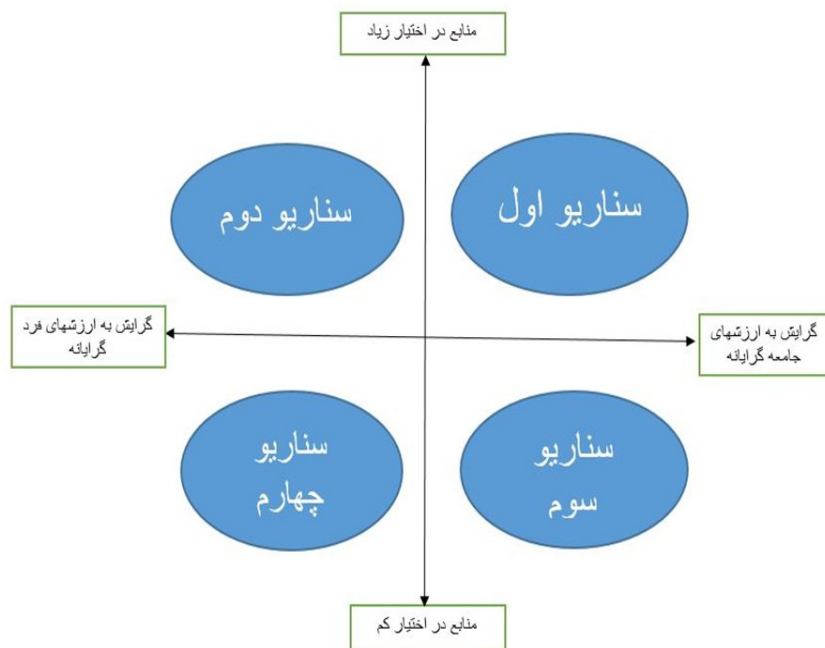 منابع در اختیار زیاد
سناریو اول
سناریو دوم
گرایش به ارزشهای
جامعه گرایانه
گرایش به ارزشهای فرد
گرایانه
سناریو
سوم
سناریو
چهارم
منابع در اختیار کم